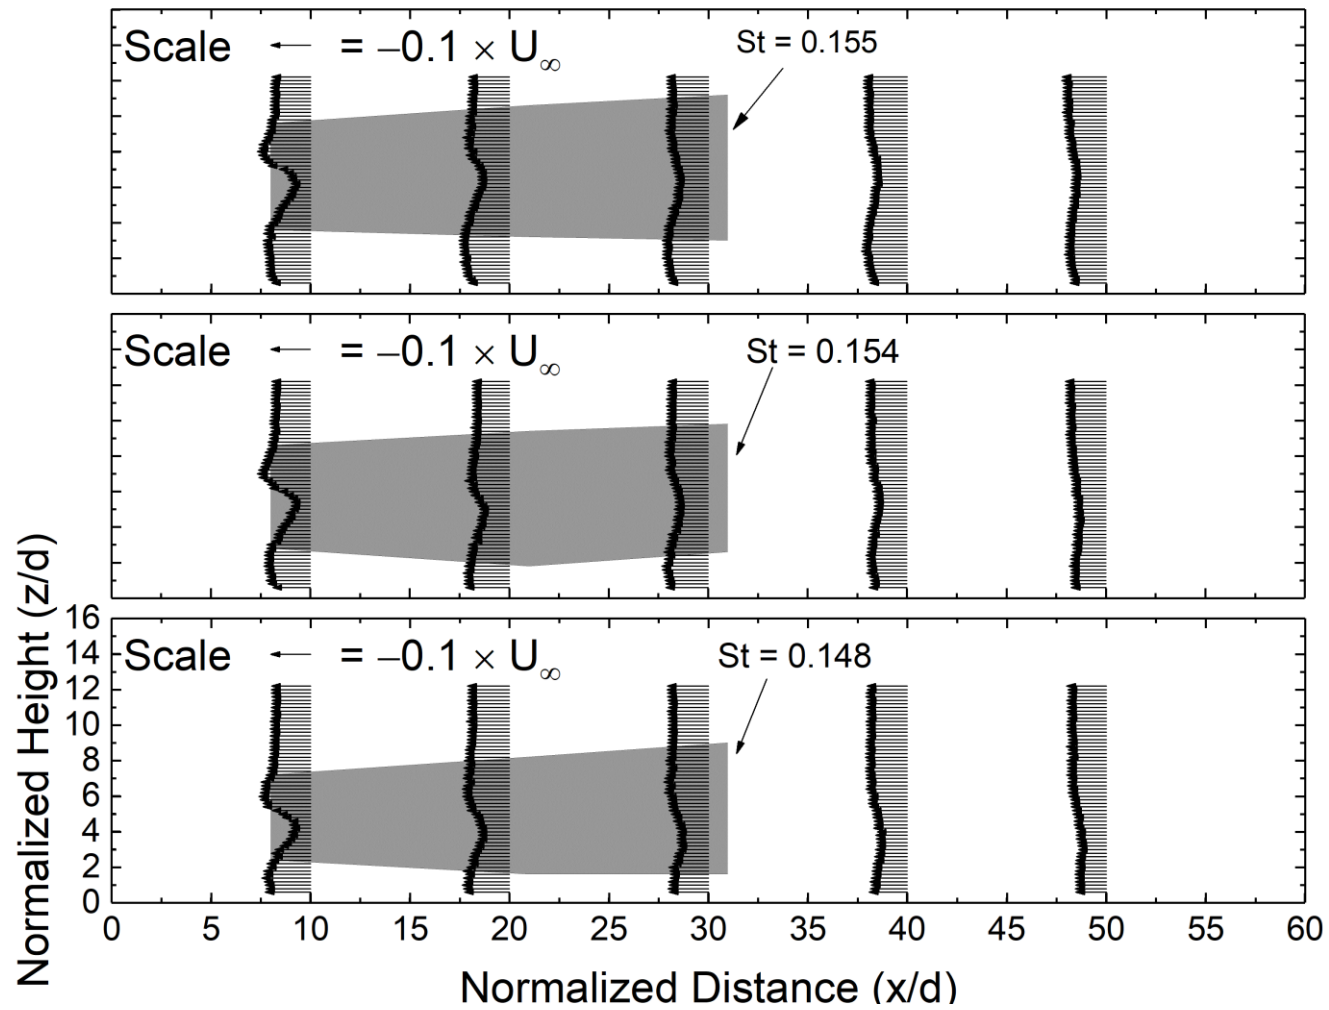 Scale ← = –0.1 × U∞
St = 0.155
Scale ← = –0.1 × U∞
St = 0.154
Scale ← = –0.1 × U∞
St = 0.148
16
14
12
10
8
6
4
2
0
0 5 10 15 20 25 30 35 40 45 50 55 60
Normalized Height (z/d)
Normalized Distance (x/d)